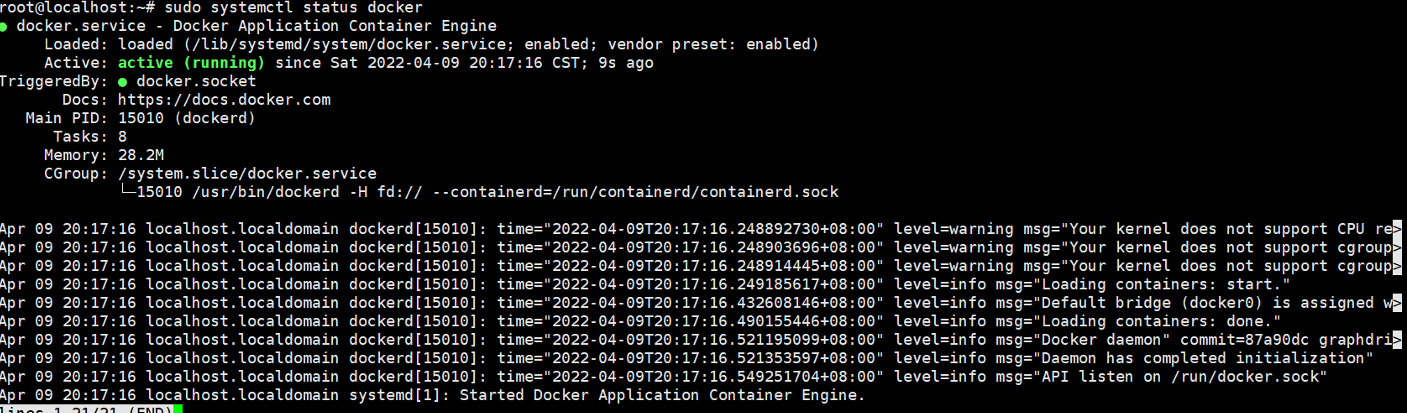 root@localhost:~# sudo systemctl status docker
● docker.service - Docker Application Container Engine
Loaded: loaded (/lib/systemd/system/docker.service; enabled; vendor preset: enabled)
Active: active (running) since Sat 2022-04-09 20:17:16 CST; 9s ago
TriggeredBy: ● docker.socket
Docs: https://docs.docker.com
Main PID: 15010 (dockerd)
Tasks: 8
Memory: 28.2M
CGroup: /system.slice/docker.service
└─15010 /usr/bin/dockerd -H fd:// --containerd=/run/containerd/containerd.sock
Apr 09 20:17:16 localhost.localdomain dockerd[15010]: time="2022-04-09T20:17:16.248892730+08:00" level=warning msg="Your kernel does not support CPU re>
Apr 09 20:17:16 localhost.localdomain dockerd[15010]: time="2022-04-09T20:17:16.248903696+08:00" level=warning msg="Your kernel does not support cgroup>
Apr 09 20:17:16 localhost.localdomain dockerd[15010]: time="2022-04-09T20:17:16.248914445+08:00" level=warning msg="Your kernel does not support cgroup>
Apr 09 20:17:16 localhost.localdomain dockerd[15010]: time="2022-04-09T20:17:16.249185617+08:00" level=info msg="Loading containers: start."
Apr 09 20:17:16 localhost.localdomain dockerd[15010]: time="2022-04-09T20:17:16.432608146+08:00" level=info msg="Default bridge (docker0) is assigned w>
Apr 09 20:17:16 localhost.localdomain dockerd[15010]: time="2022-04-09T20:17:16.490155446+08:00" level=info msg="Loading containers: done."
Apr 09 20:17:16 localhost.localdomain dockerd[15010]: time="2022-04-09T20:17:16.521195099+08:00" level=info msg="Docker daemon" commit=87a90dc graphdri>
Apr 09 20:17:16 localhost.localdomain dockerd[15010]: time="2022-04-09T20:17:16.521353597+08:00" level=info msg="Daemon has completed initialization"
Apr 09 20:17:16 localhost.localdomain dockerd[15010]: time="2022-04-09T20:17:16.549251704+08:00" level=info msg="API listen on /run/docker.sock"
Apr 09 20:17:16 localhost.localdomain systemd[1]: Started Docker Application Container Engine.
lines 1-21/21 (END)